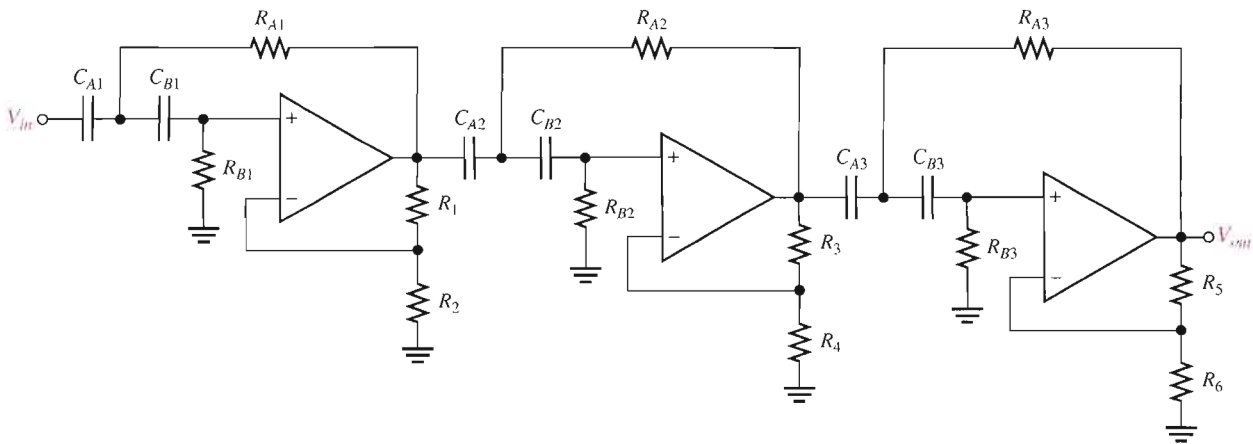 R_{A1}
R_{A2}
R_{A3}
C_{A1}
C_{B1}
V_{in}
+
R_{B1}
−
R_1
R_2
C_{A2}
C_{B2}
+
R_{B2}
−
R_3
R_4
C_{A3}
C_{B3}
+
R_{B3}
−
V_{out}
R_5
R_6